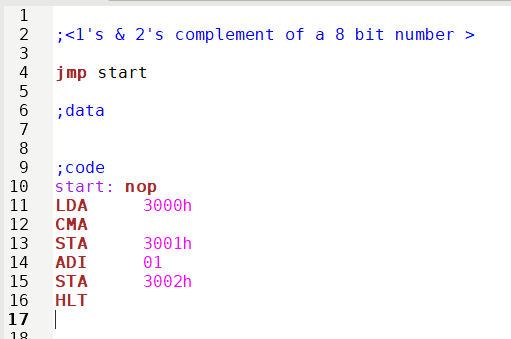 1
2 ;<1's & 2's complement of a 8 bit number >
3
4 jmp start
5
6 ;data
7
8
9 ;code
10 start: nop
11 LDA 3000h
12 CMA
13 STA 3001h
14 ADI 01
15 STA 3002h
16 HLT
17
18